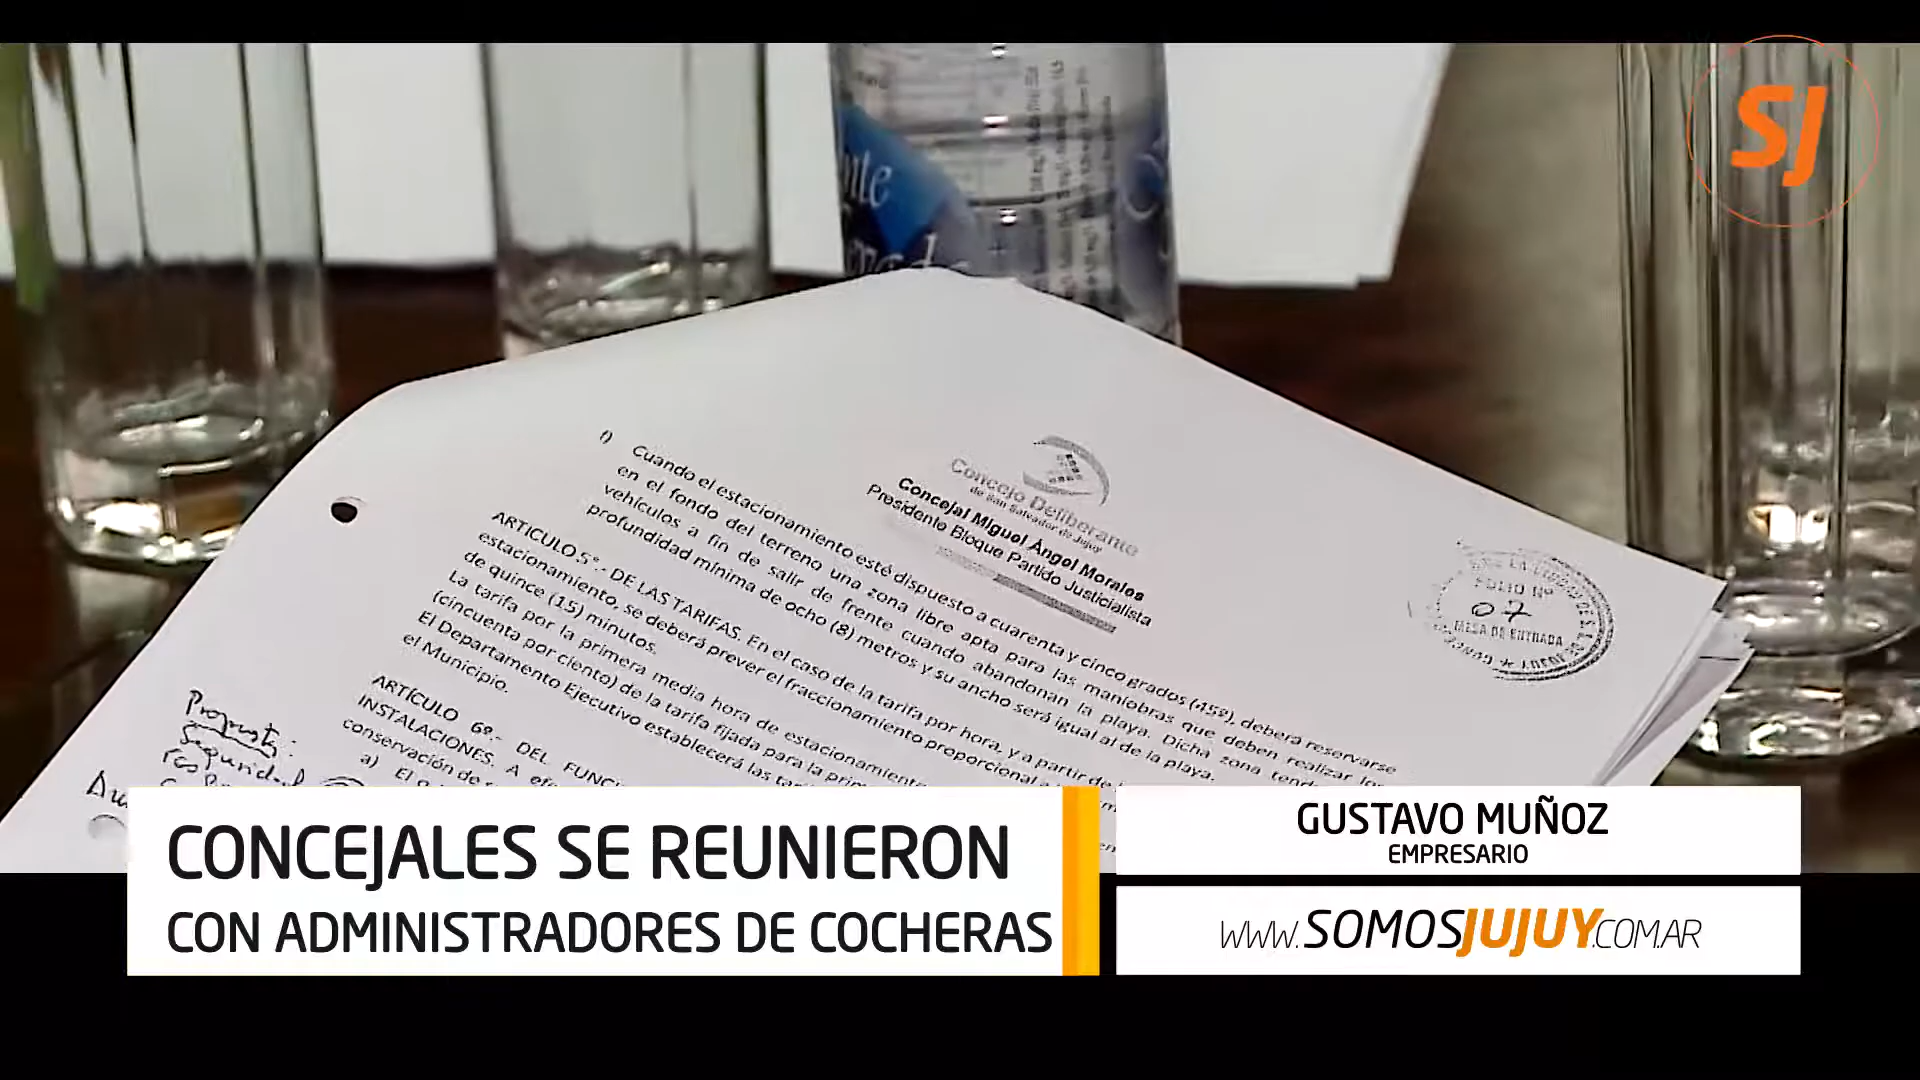 SJ
Concejo Deliberante
de San Salvador de Jujuy
Concejal Miguel Ángel Morales
Presidente Bloque Partido Justicialista
FOLIO Nº
07
MESA DE ENTRADA
f) Cuando el estacionamiento esté dispuesto a cuarenta y cinco grados (45º), deberá reservarse
en el fondo del terreno una zona libre apta para las maniobras que deben realizar los
vehículos a fin de salir de frente cuando abandonan la playa. Dicha zona tendrá
profundidad mínima de ocho (8) metros y su ancho será igual al de la playa.
ARTICULO 5°.- DE LAS TARIFAS. En el caso de la tarifa por hora, y a partir de
estacionamiento, se deberá prever el fraccionamiento proporcional a
de quince (15) minutos.
La tarifa por la primera media hora de estacionamiento
(cincuenta por ciento) de la tarifa fijada para la prim
El Departamento Ejecutivo establecerá las
el Municipio.
ARTÍCULO 6º.- DEL
INSTALACIONES. A
conservación de
a) El
Seguridad
CONCEJALES SE REUNIERON
CON ADMINISTRADORES DE COCHERAS
GUSTAVO MUÑOZ
EMPRESARIO
WWW.SOMOSJUJUY.COM.AR